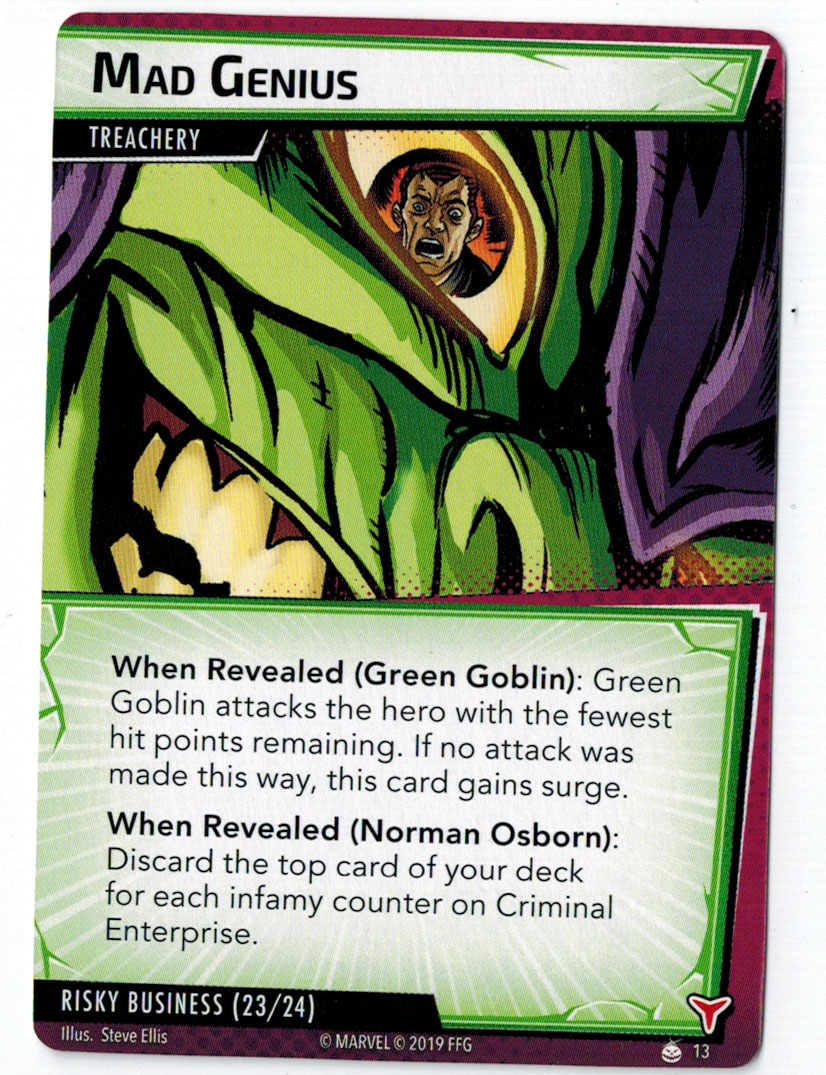 MAD GENIUS
TREACHERY
When Revealed (Green Goblin): Green
Goblin attacks the hero with the fewest
hit points remaining. If no attack was
made this way, this card gains surge.
When Revealed (Norman Osborn):
Discard the top card of your deck
for each infamy counter on Criminal
Enterprise.
RISKY BUSINESS (23/24)
Illus. Steve Ellis
© MARVEL © 2019 FFG
13